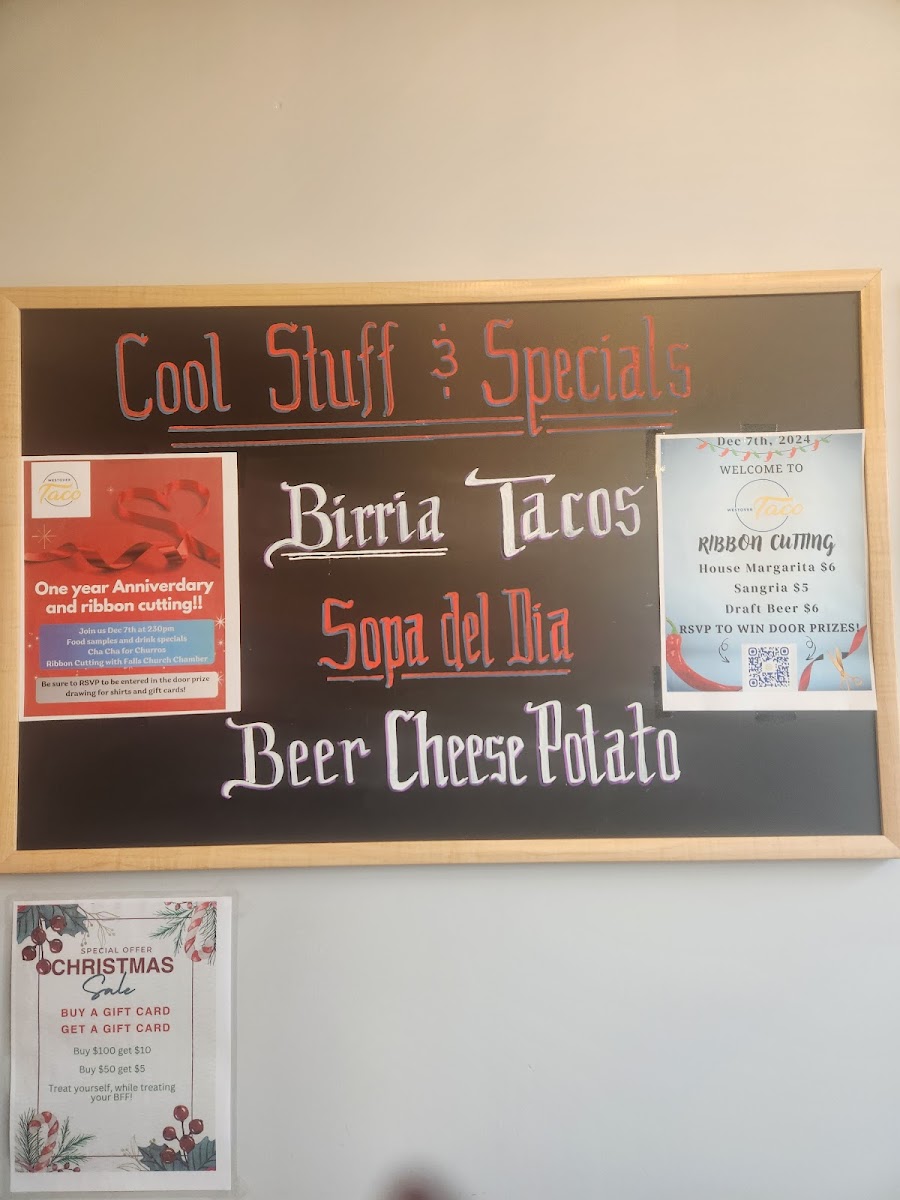 Cool Stuff & Specials
Birria Tacos
Sopa del Dia
Beer Cheese Potato
WESTOVER
Taco
One year Anniverdary
and ribbon cutting!!
Join us Dec 7th at 230pm
Food samples and drink specials
Cha Cha for Churros
Ribbon Cutting with Falls Church Chamber
Be sure to RSVP to be entered in the door prize
drawing for shirts and gift cards!
Dec 7th, 2024
WELCOME TO
WESTOVER
Taco
RIBBON CUTTING
House Margarita $6
Sangria $5
Draft Beer $6
RSVP TO WIN DOOR PRIZES!
SPECIAL OFFER
CHRISTMAS
Sale
BUY A GIFT CARD
GET A GIFT CARD
Buy $100 get $10
Buy $50 get $5
Treat yourself, while treating
your BFF!